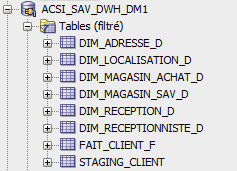 ACSI_SAV_DWH_DM1
Tables (filtré)
DIM_ADRESSE_D
DIM_LOCALISATION_D
DIM_MAGASIN_ACHAT_D
DIM_MAGASIN_SAV_D
DIM_RECEPTION_D
DIM_RECEPTIONNISTE_D
FAIT_CLIENT_F
STAGING_CLIENT